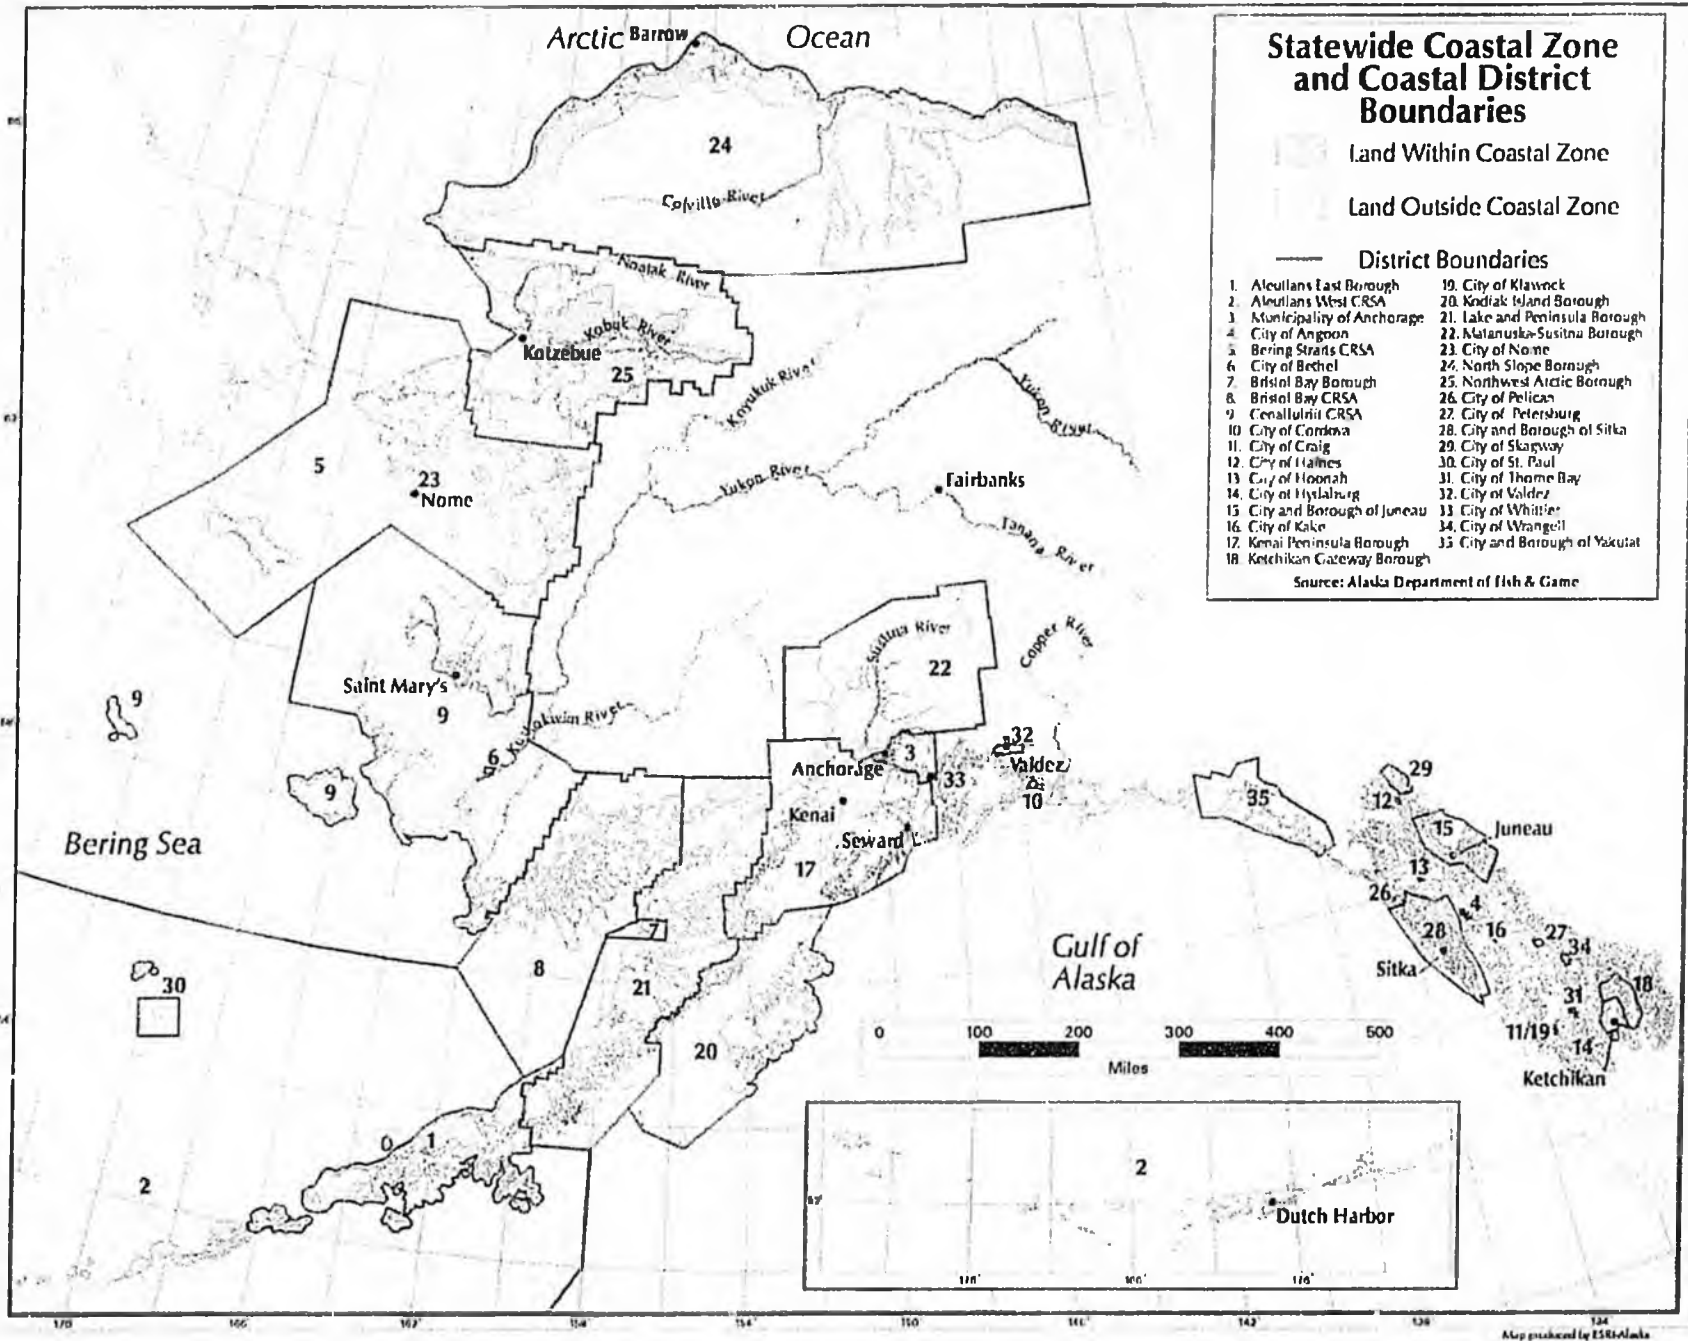 Statewide Coastal Zone
and Coastal District
Boundaries
Land Within Coastal Zone
Land Outside Coastal Zone
District Boundaries
1. Aleutians East Borough
2. Aleutians West CRSA
3. Municipality of Anchorage
4. City of Angoon
5. Bering Straits CRSA
6. City of Bethel
7. Bristol Bay Borough
8. Bristol Bay CRSA
9. Cenaliulriit CRSA
10. City of Cordova
11. City of Craig
12. City of Haines
13. City of Hoonah
14. City of Hydaburg
15. City and Borough of Juneau
16. City of Kake
17. Kenai Peninsula Borough
18. Ketchikan Gateway Borough
19. City of Klawock
20. Kodiak Island Borough
21. Lake and Peninsula Borough
22. Matanuska-Susitna Borough
23. City of Nome
24. North Slope Borough
25. Northwest Arctic Borough
26. City of Pelican
27. City of Petersburg
28. City and Borough of Sitka
29. City of Skagway
30. City of St. Paul
31. City of Thorne Bay
32. City of Valdez
33. City of Whittier
34. City of Wrangell
35. City and Borough of Yakutat
Source: Alaska Department of Fish & Game
Arctic Ocean
Barrow
24
Colville River
Noatak River
Kobuk River
Kotzebue
25
Koyukuk River
Yukon River
5
23
Nome
Yukon River
Fairbanks
Tanana River
Susitna River
22
Copper River
Saint Mary's
9
9
9
6
Kuskokwim River
Anchorage
3
33
32
Valdez
10
Kenai
Seward
17
Bering Sea
35
29
12
15
Juneau
13
26
4
28
16
27
34
Sitka
31
18
11/19
14
Ketchikan
7
8
21
20
30
Gulf of
Alaska
0 100 200 300 400 500
Miles
1
2
2
Dutch Harbor
Map produced by ESRI-Alaska